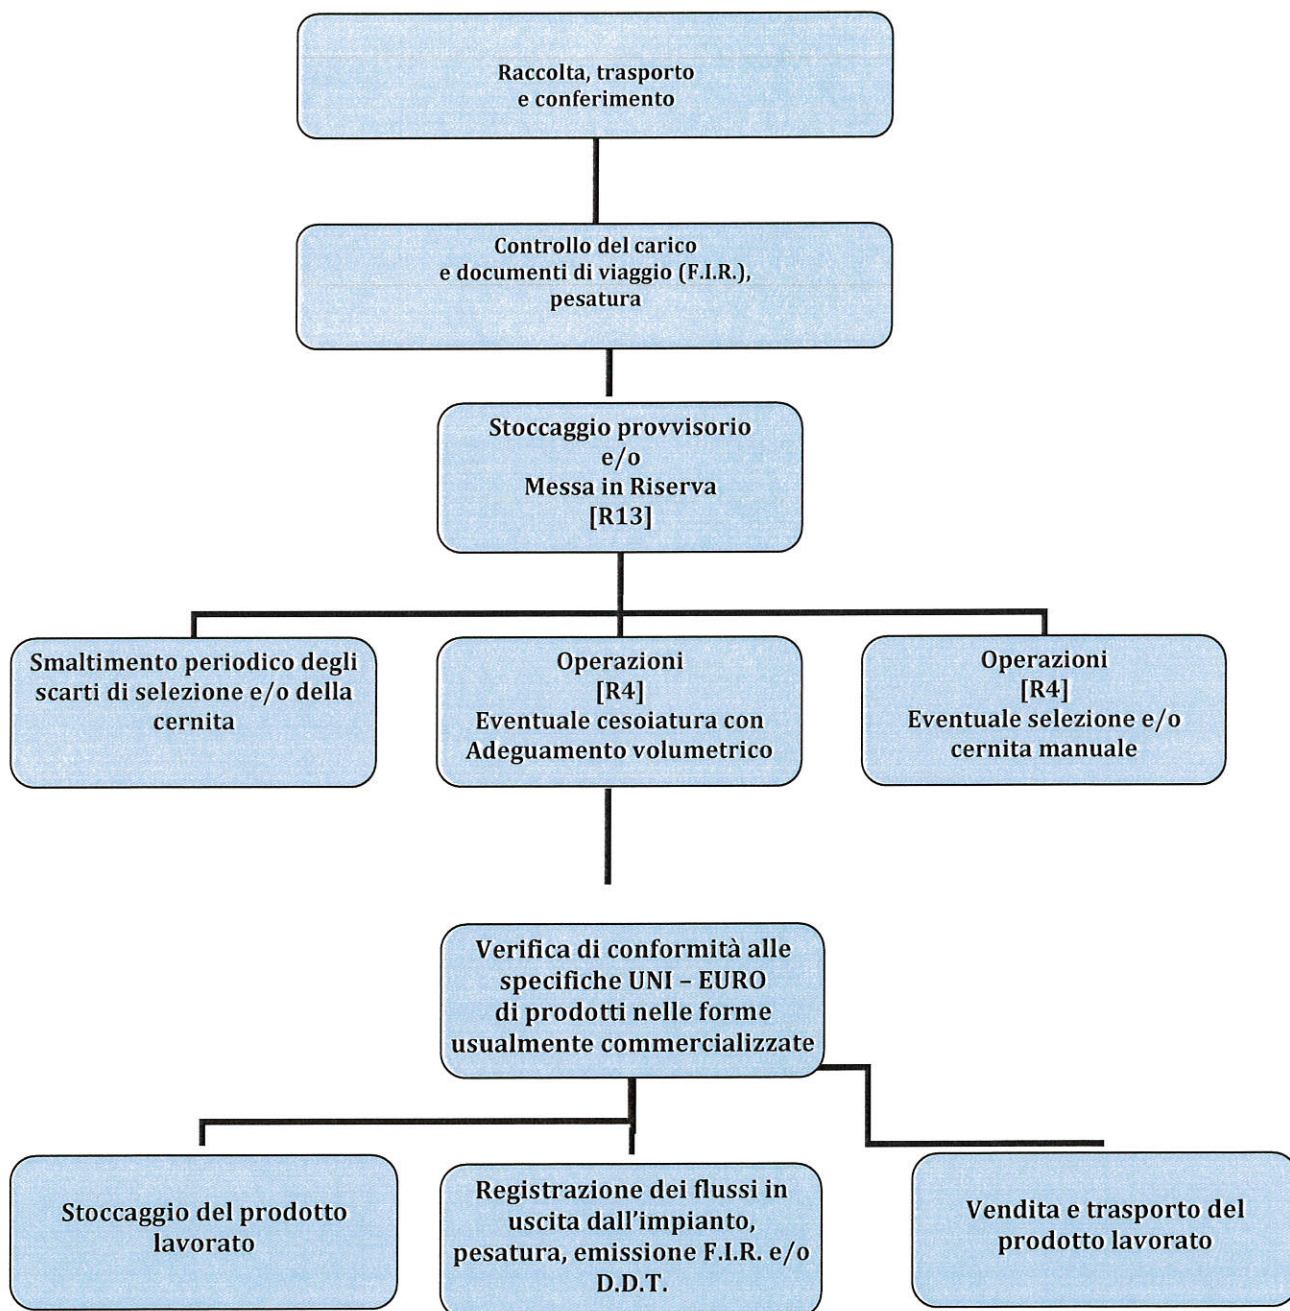 Raccolta, trasporto
e conferimento
Controllo del carico
e documenti di viaggio (F.I.R.),
pesatura
Stoccaggio provvisorio
e/o
Messa in Riserva
[R13]
Smaltimento periodico degli
scarti di selezione e/o della
cernita
Operazioni
[R4]
Eventuale cesoiatura con
Adeguamento volumetrico
Operazioni
[R4]
Eventuale selezione e/o
cernita manuale
Verifica di conformità alle
specifiche UNI – EURO
di prodotti nelle forme
usualmente commercializzate
Stoccaggio del prodotto
lavorato
Registrazione dei flussi in
uscita dall'impianto,
pesatura, emissione F.I.R. e/o
D.D.T.
Vendita e trasporto del
prodotto lavorato